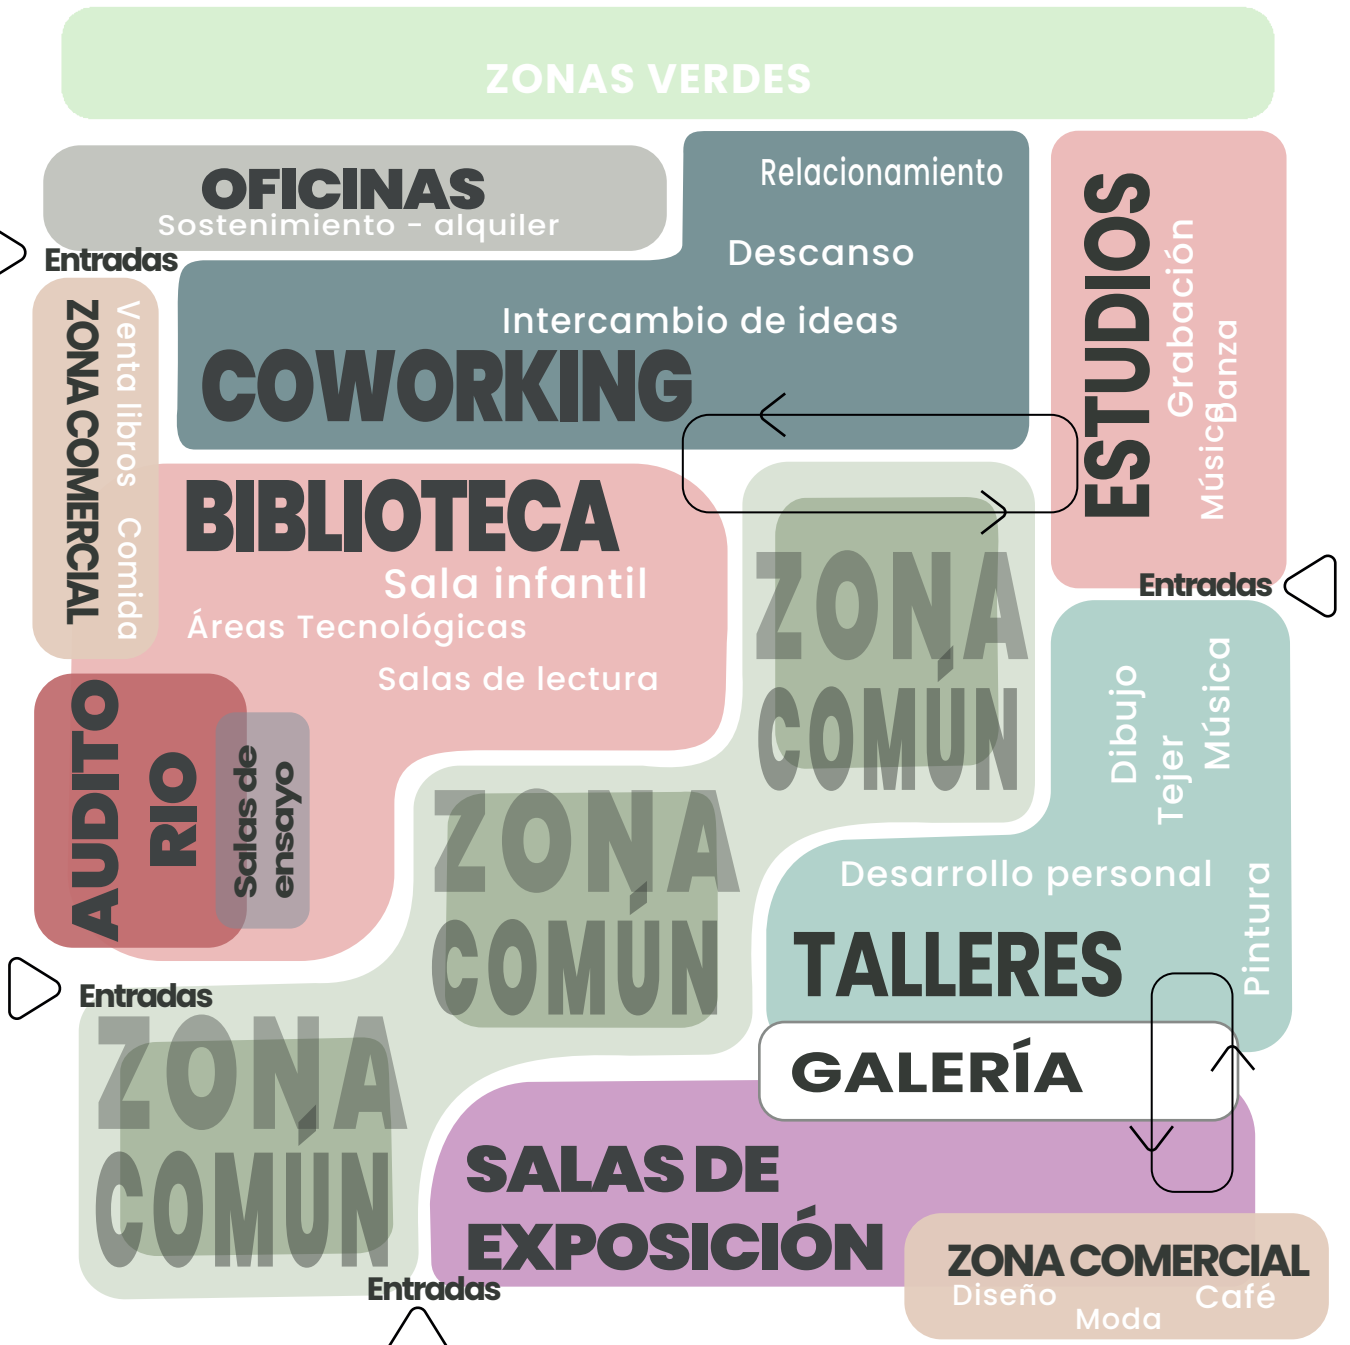 ZONAS VERDES
OFICINAS
Sostenimiento - alquiler
Entradas
Relacionamiento
Descanso
Intercambio de ideas
COWORKING
ESTUDIOS
Grabación
Danza
Música
ZONA COMERCIAL
Venta libros
Comida
BIBLIOTECA
Sala infantil
Áreas Tecnológicas
Salas de lectura
ZONA
COMÚN
Entradas
AUDITO
RIO
Salas de
ensayo
ZONA
COMÚN
Dibujo
Tejer
Música
Desarrollo personal
Pintura
TALLERES
Entradas
ZONA
COMÚN
GALERÍA
SALAS DE
EXPOSICIÓN
Entradas
ZONA COMERCIAL
Diseño
Café
Moda